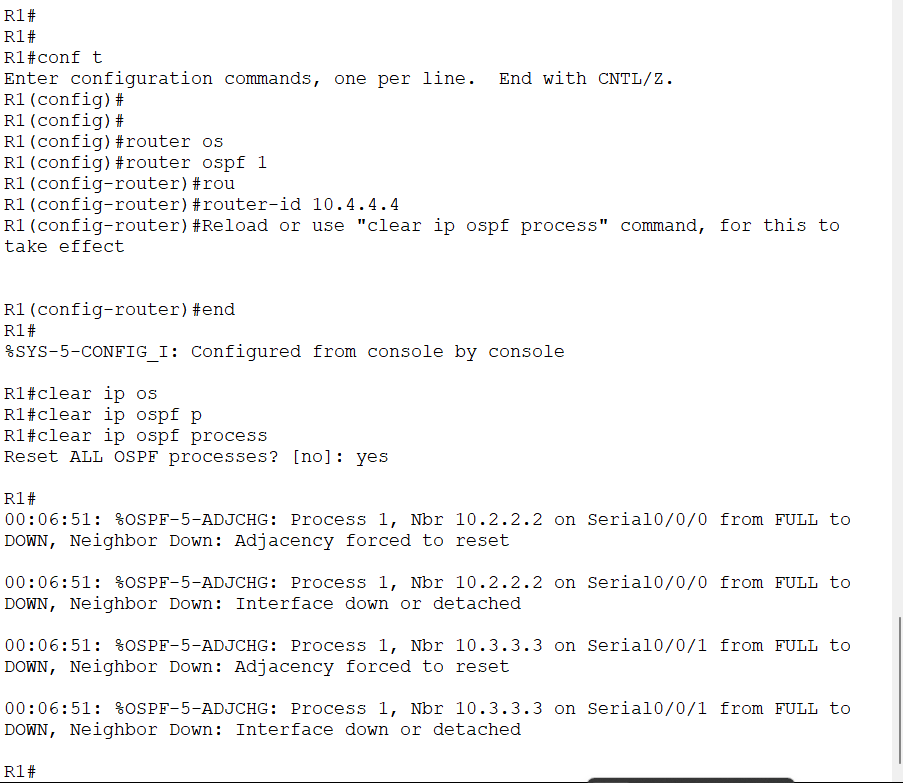 R1#
R1#
R1#conf t
Enter configuration commands, one per line.  End with CNTL/Z.
R1(config)#
R1(config)#
R1(config)#router os
R1(config)#router ospf 1
R1(config-router)#rou
R1(config-router)#router-id 10.4.4.4
R1(config-router)#Reload or use "clear ip ospf process" command, for this to
take effect
R1(config-router)#end
R1#
%SYS-5-CONFIG_I: Configured from console by console
R1#clear ip os
R1#clear ip ospf p
R1#clear ip ospf process
Reset ALL OSPF processes? [no]: yes
R1#
00:06:51: %OSPF-5-ADJCHG: Process 1, Nbr 10.2.2.2 on Serial0/0/0 from FULL to
DOWN, Neighbor Down: Adjacency forced to reset
00:06:51: %OSPF-5-ADJCHG: Process 1, Nbr 10.2.2.2 on Serial0/0/0 from FULL to
DOWN, Neighbor Down: Interface down or detached
00:06:51: %OSPF-5-ADJCHG: Process 1, Nbr 10.3.3.3 on Serial0/0/1 from FULL to
DOWN, Neighbor Down: Adjacency forced to reset
00:06:51: %OSPF-5-ADJCHG: Process 1, Nbr 10.3.3.3 on Serial0/0/1 from FULL to
DOWN, Neighbor Down: Interface down or detached
R1#